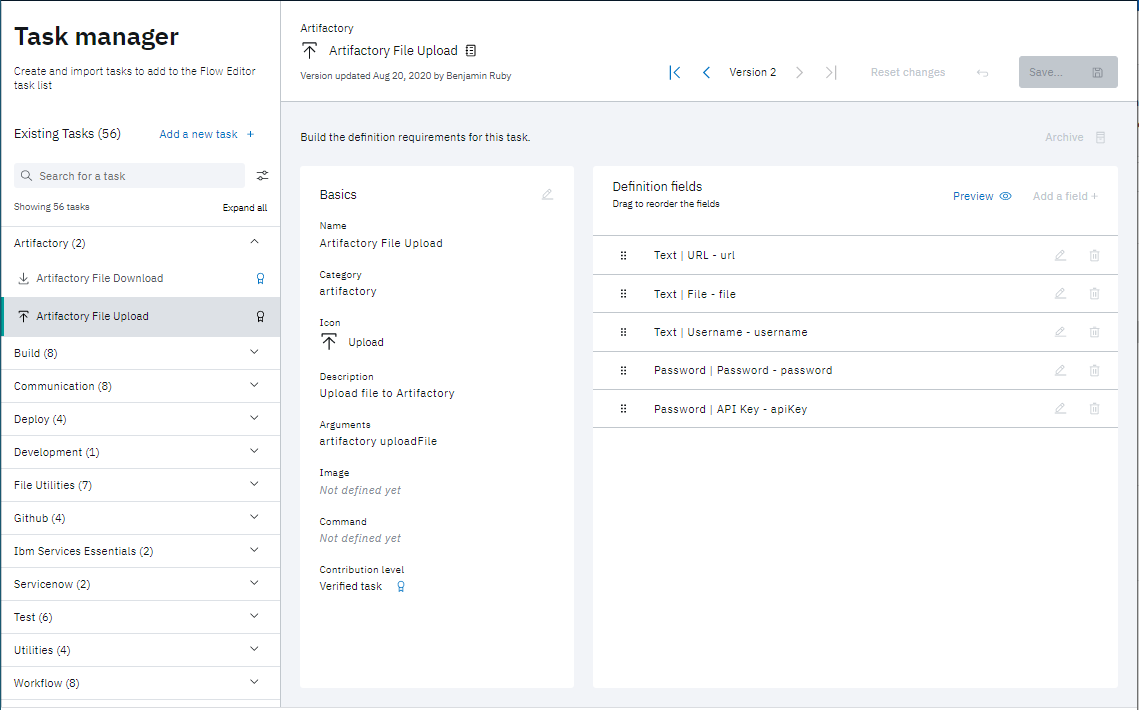 Task manager
Create and import tasks to add to the Flow Editor
task list
Existing Tasks (56)
Add a new task +
Search for a task
Showing 56 tasks
Expand all
Artifactory (2)
Artifactory File Download
Artifactory File Upload
Build (8)
Communication (8)
Deploy (4)
Development (1)
File Utilities (7)
Github (4)
Ibm Services Essentials (2)
Servicenow (2)
Test (6)
Utilities (4)
Workflow (8)
Artifactory
Artifactory File Upload
Version updated Aug 20, 2020 by Benjamin Ruby
Version 2
Reset changes
Save...
Build the definition requirements for this task.
Archive
Basics
Name
Artifactory File Upload
Category
artifactory
Icon
Upload
Description
Upload file to Artifactory
Arguments
artifactory uploadFile
Image
Not defined yet
Command
Not defined yet
Contribution level
Verified task
Definition fields
Drag to reorder the fields
Preview
Add a field +
Text | URL - url
Text | File - file
Text | Username - username
Password | Password - password
Password | API Key - apiKey